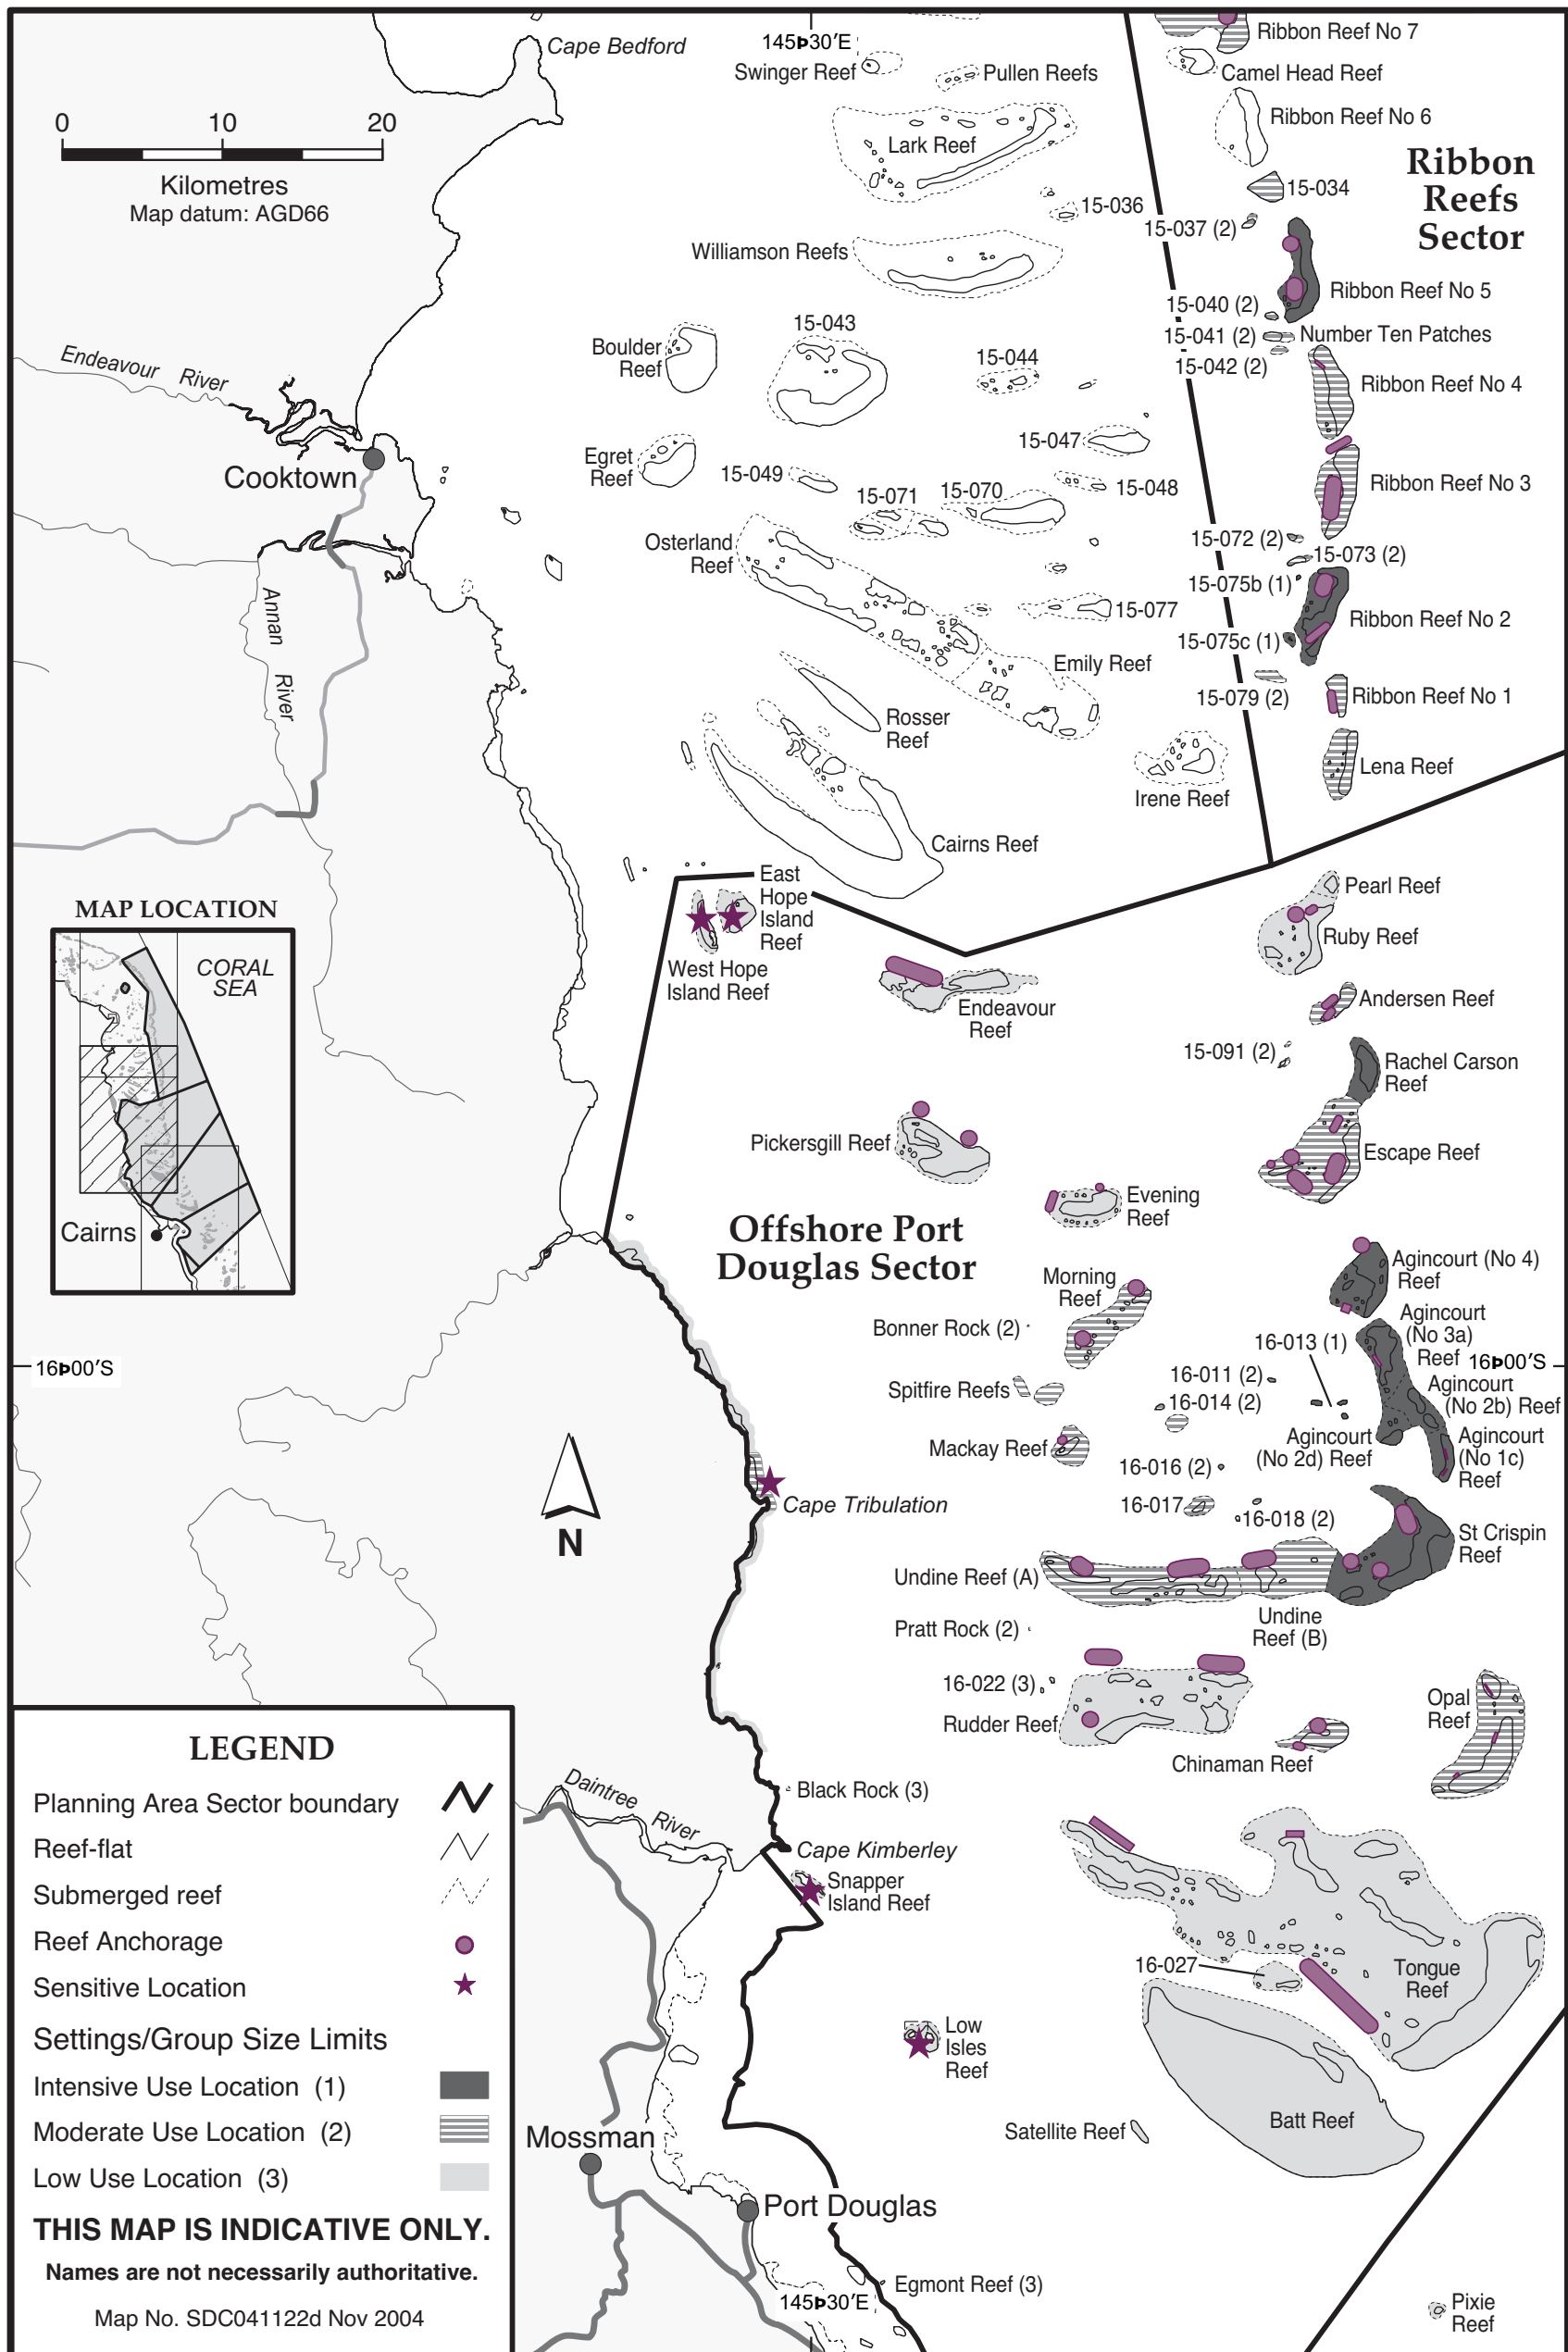 Cape Bedford
145Þ30′E
Swinger Reef
Pullen Reefs
Lark Reef
15-036
Williamson Reefs
15-043
Boulder
Reef
15-044
Egret
Reef
15-047
15-049
15-048
15-071
15-070
Osterland
Reef
15-077
Emily Reef
Rosser
Reef
Irene Reef
Cairns Reef
0 10 20
Kilometres
Map datum: AGD66
Endeavour River
Cooktown
Annan River
Ribbon Reef No 7
Camel Head Reef
Ribbon Reef No 6
Ribbon
Reefs
Sector
15-034
15-037 (2)
Ribbon Reef No 5
15-040 (2)
15-041 (2)
Number Ten Patches
15-042 (2)
Ribbon Reef No 4
Ribbon Reef No 3
15-072 (2)
15-073 (2)
15-075b (1)
Ribbon Reef No 2
15-075c (1)
15-079 (2)
Ribbon Reef No 1
Lena Reef
MAP LOCATION
CORAL
SEA
Cairns
East
Hope
Island
Reef
West Hope
Island Reef
Endeavour
Reef
Pearl Reef
Ruby Reef
Andersen Reef
15-091 (2)
Rachel Carson
Reef
Pickersgill Reef
Escape Reef
Evening
Reef
Offshore Port
Douglas Sector
Morning
Reef
Agincourt (No 4)
Reef
Bonner Rock (2)
Agincourt
(No 3a)
Reef
16-013 (1)
16Þ00′S
16Þ00′S
16-011 (2)
Spitfire Reefs
16-014 (2)
Agincourt
(No 2b) Reef
Agincourt
(No 2d) Reef
Agincourt
(No 1c)
Reef
Mackay Reef
16-016 (2)
N
Cape Tribulation
16-017
16-018 (2)
St Crispin
Reef
Undine Reef (A)
Undine
Reef (B)
Pratt Rock (2)
16-022 (3)
Rudder Reef
Opal
Reef
Chinaman Reef
Daintree River
Black Rock (3)
Cape Kimberley
Snapper
Island Reef
16-027
Tongue
Reef
Low
Isles
Reef
Batt Reef
Satellite Reef
Mossman
Port Douglas
Egmont Reef (3)
145Þ30′E
Pixie
Reef
LEGEND
Planning Area Sector boundary
Reef-flat
Submerged reef
Reef Anchorage
Sensitive Location
Settings/Group Size Limits
Intensive Use Location (1)
Moderate Use Location (2)
Low Use Location (3)
THIS MAP IS INDICATIVE ONLY.
Names are not necessarily authoritative.
Map No. SDC041122d Nov 2004